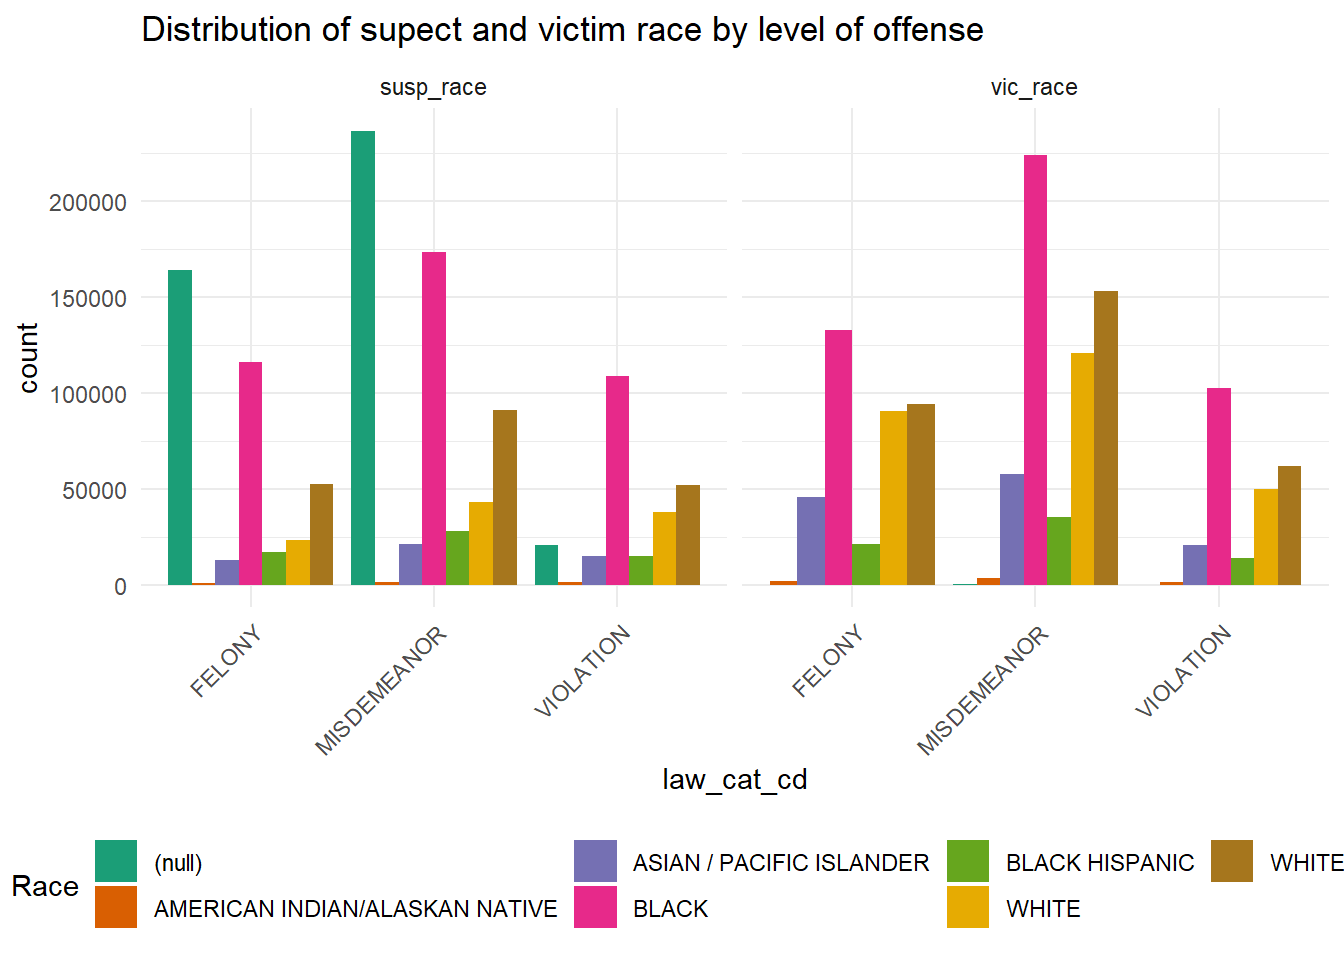 Distribution of supect and victim race by level of offense
susp_race
vic_race
count
200000
150000
100000
50000
0
FELONY
MISDEMEANOR
VIOLATION
FELONY
MISDEMEANOR
VIOLATION
law_cat_cd
Race
(null)
ASIAN / PACIFIC ISLANDER
BLACK HISPANIC
WHITE
AMERICAN INDIAN/ALASKAN NATIVE
BLACK
WHITE